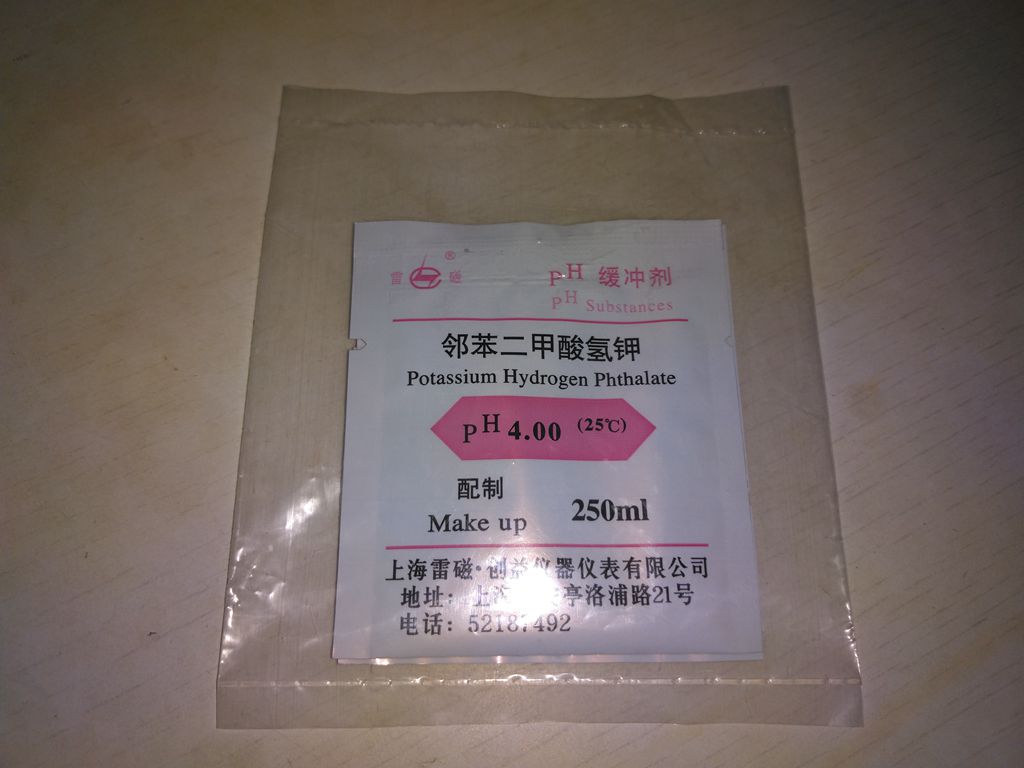 雷 磁 ®
PH 缓冲剂
PH Substances
邻苯二甲酸氢钾
Potassium Hydrogen Phthalate
PH 4.00 (25℃)
配制
Make up 250ml
上海雷磁·创益仪器仪表有限公司
地址：上 亭洛浦路21号
电话：52187492